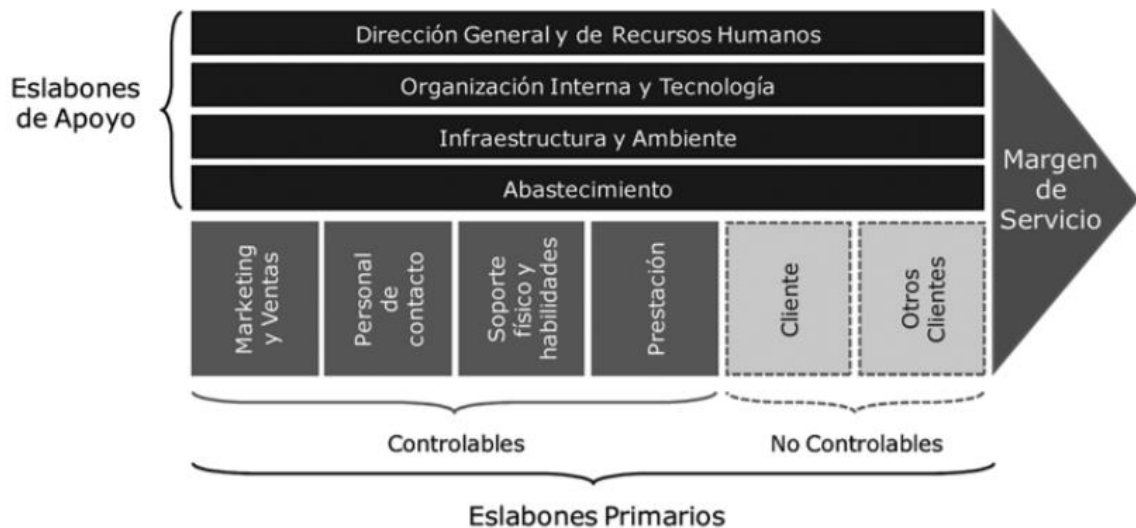 Dirección General y de Recursos Humanos
Eslabones
de Apoyo
Organización Interna y Tecnología
Infraestructura y Ambiente
Abastecimiento
Margen
de
Servicio
Marketing
y Ventas
Personal
de
contacto
Soporte
físico y
habilidades
Prestación
Cliente
Otros
Clientes
Controlables
No Controlables
Eslabones Primarios